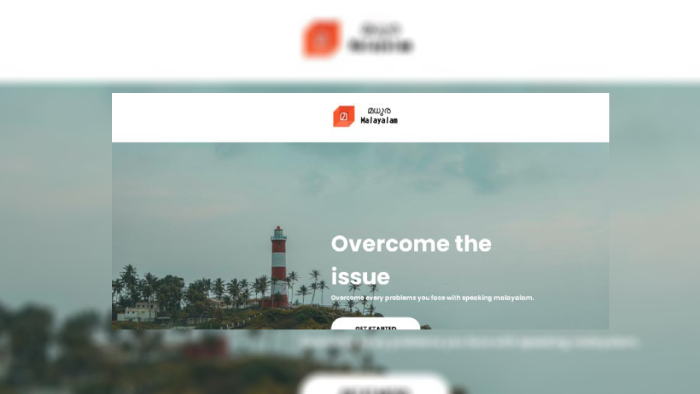 മധുര
Malayalam
Overcome the
issue
Overcome every problems you face with speaking malayalam.
GET STARTED